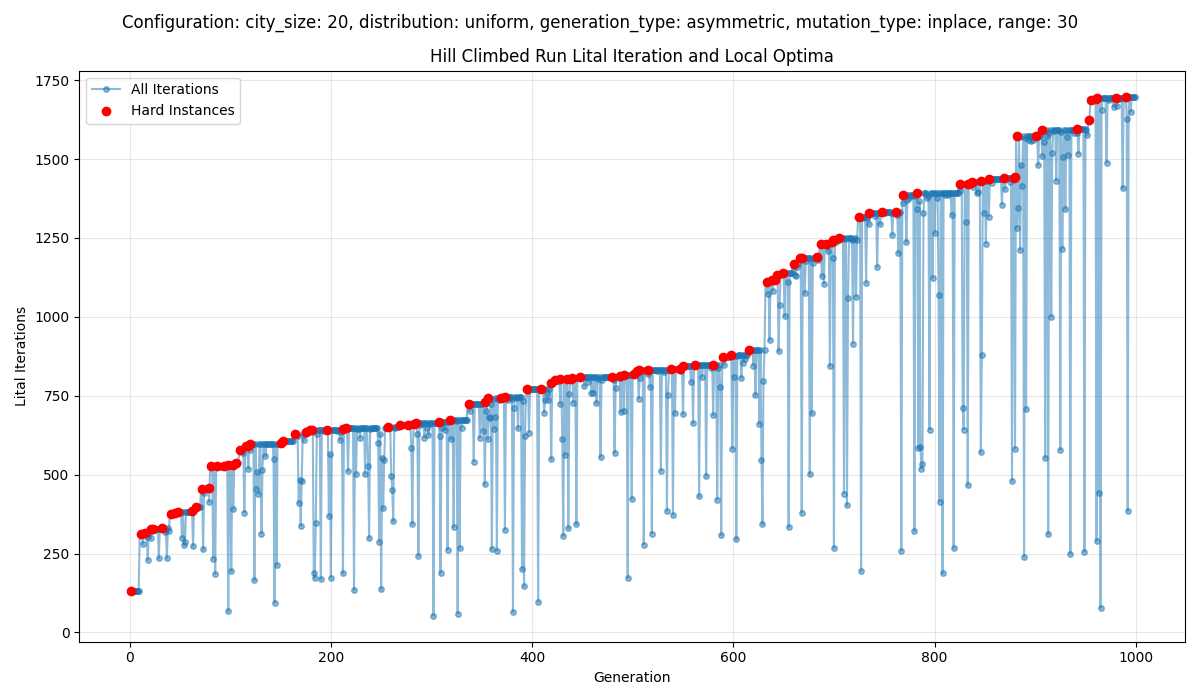 Configuration: city_size: 20, distribution: uniform, generation_type: asymmetric, mutation_type: inplace, range: 30
Hill Climbed Run Lital Iteration and Local Optima
All Iterations
Hard Instances
Lital Iterations
1750
1500
1250
1000
750
500
250
0
0 200 400 600 800 1000
Generation